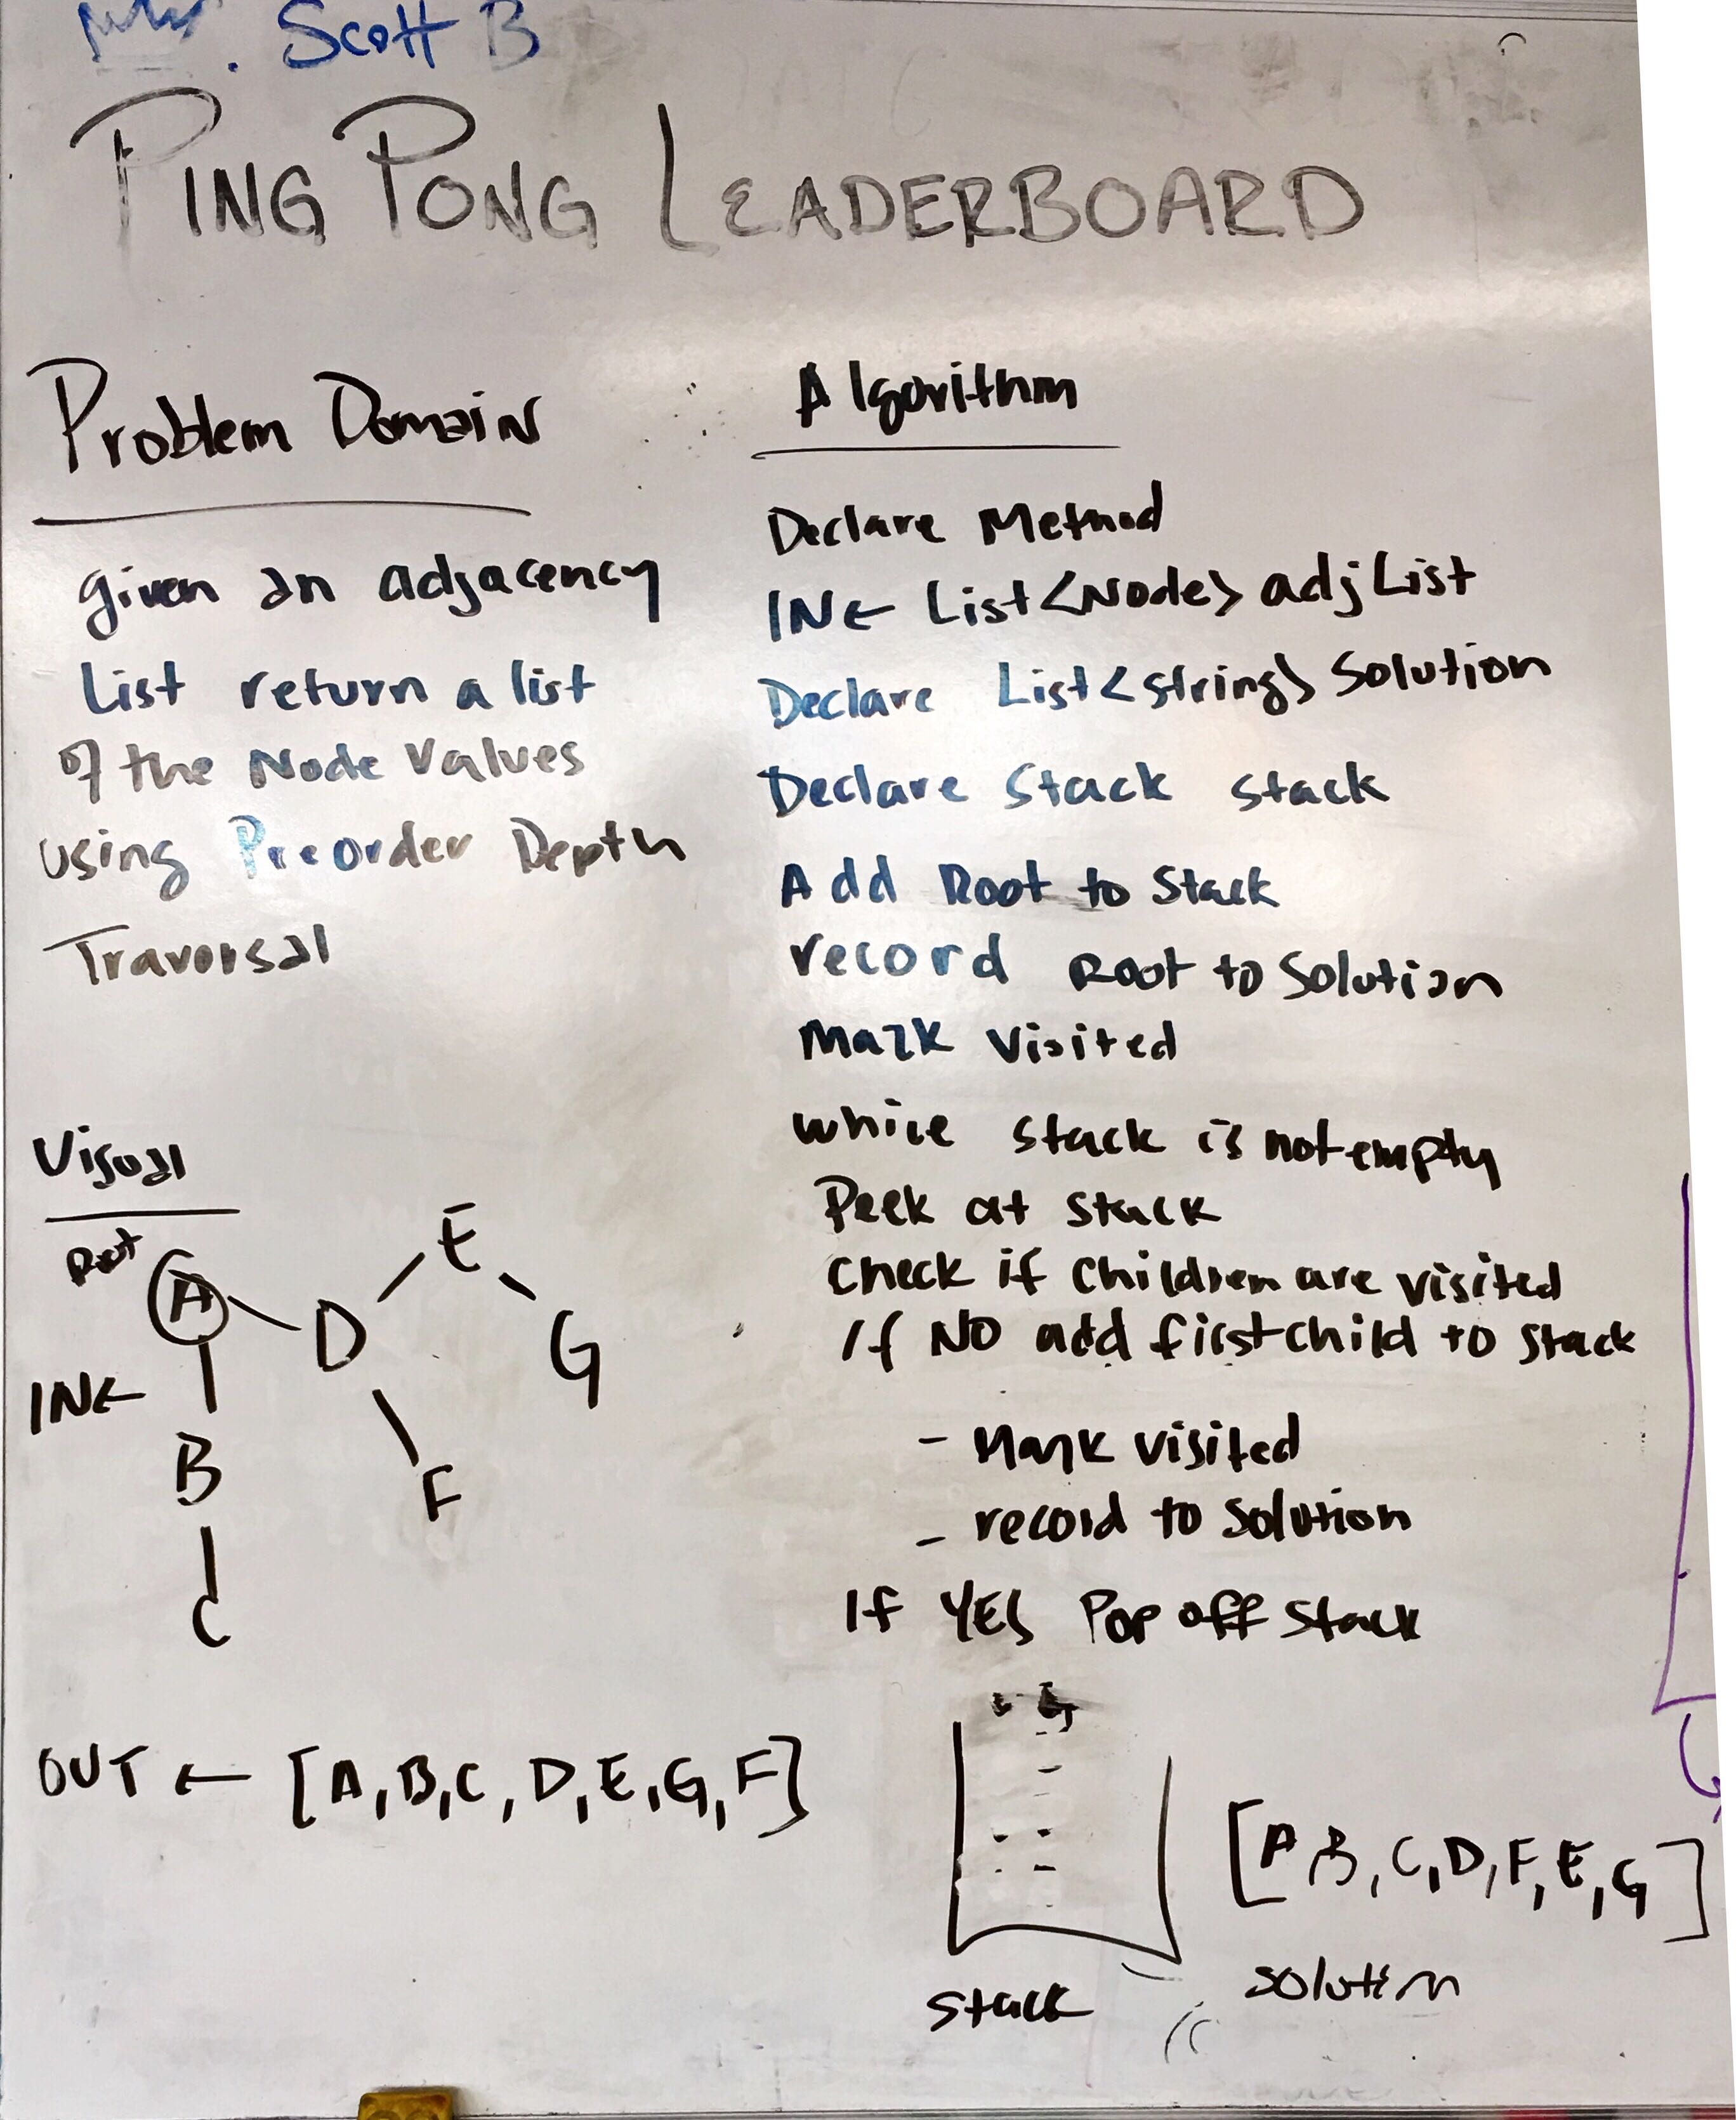 Scott B
PING PONG LEADERBOARD
Problem Domain
given an adjacency
List return a list
of the Node Values
using Preorder Depth
Traversal
Visual
Root
A
D
E
G
IN←
B
F
C
OUT ← [A,B,C,D,E,G,F]
Algorithm
Declare Method
IN← List<Node> adjList
Declare List<string> Solution
Declare Stack stack
Add Root to Stack
record Root to Solution
Mark Visited
while stack is not empty
Peek at stack
check if Children are visited
If NO add first child to stack
- Mark visited
- record to solution
If YES Pop off Stack
stack
[A B, C, D, F, E, G]
solution